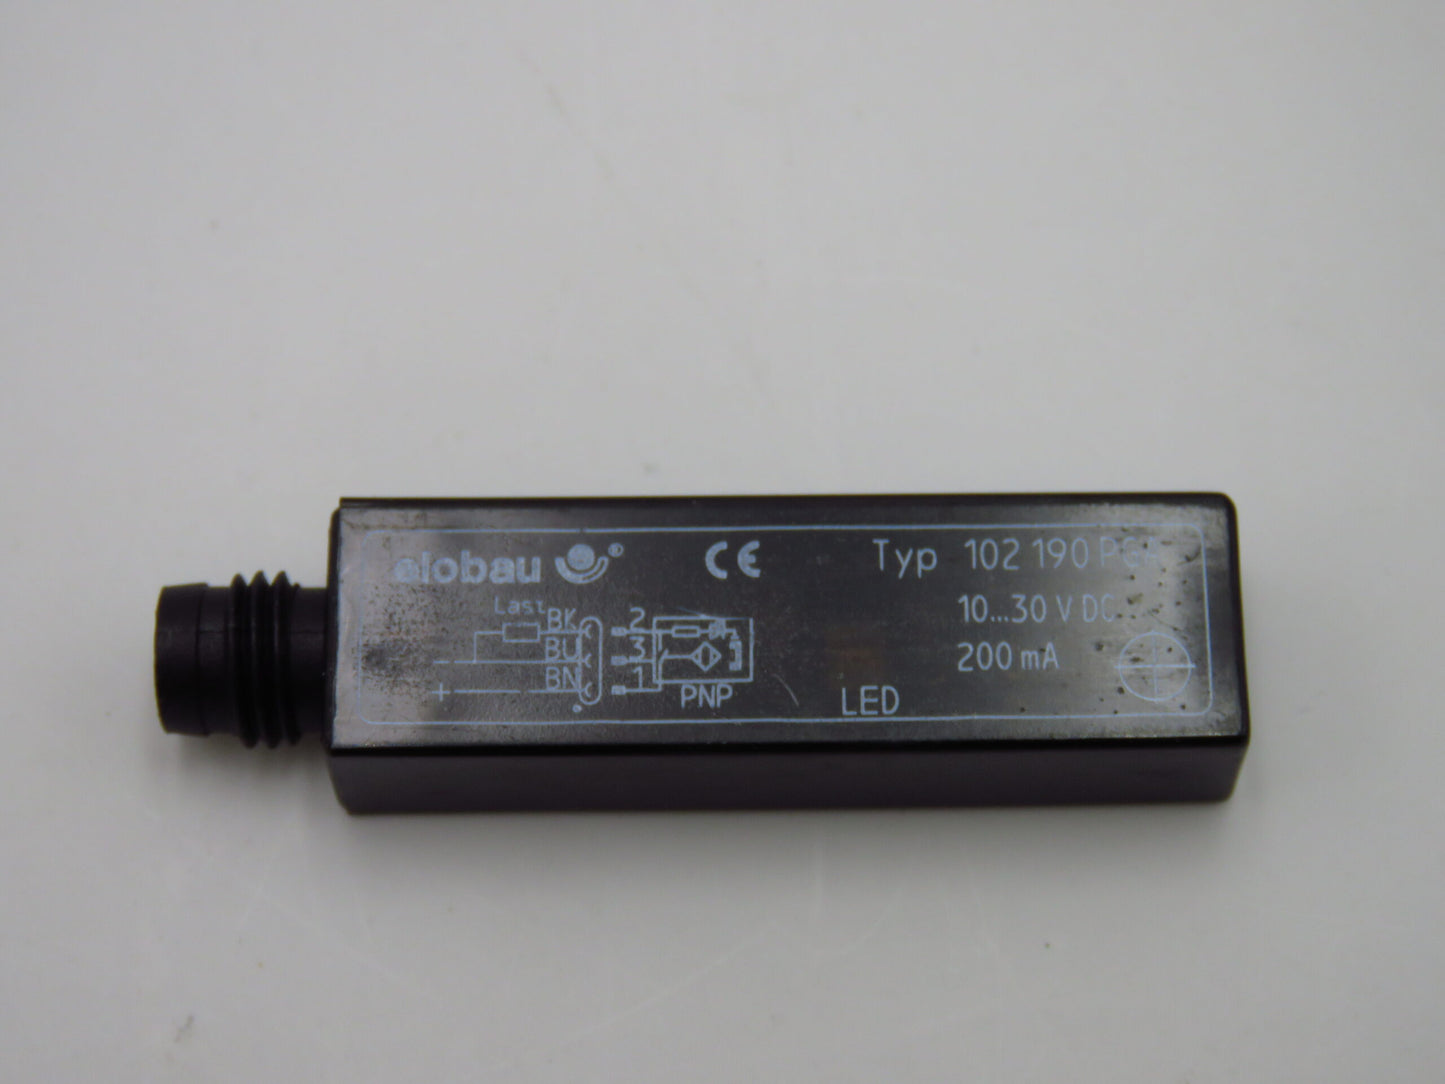 elobau ®
CE
Typ 102 190
10...30 V DC
200 mA
Last
BK 2
BU 3
BN 1
+
PNP
LED